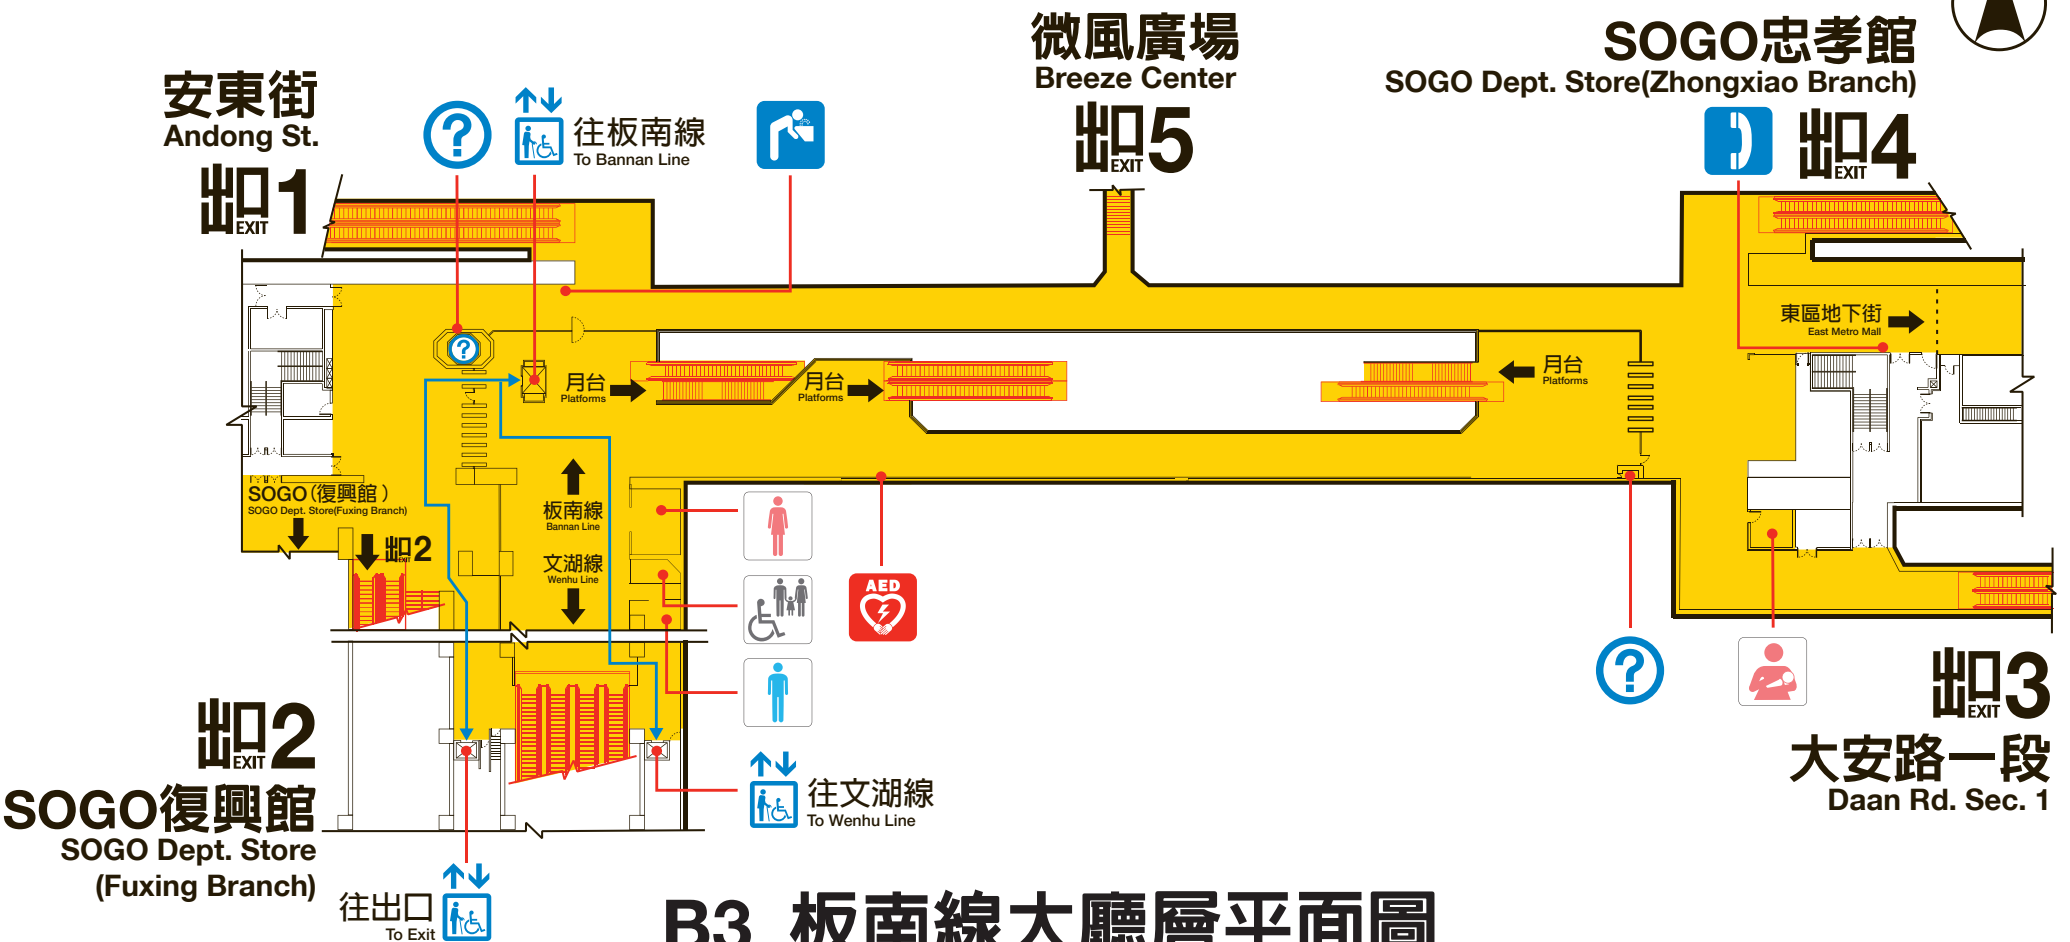 安東街
Andong St.
出口 EXIT 1
往板南線
To Bannan Line
微風廣場
Breeze Center
出口 EXIT 5
SOGO忠孝館
SOGO Dept. Store(Zhongxiao Branch)
出口 EXIT 4
東區地下街
East Metro Mall
月台
Platforms
月台
Platforms
月台
Platforms
SOGO(復興館)
SOGO Dept. Store(Fuxing Branch)
出口 EXIT 2
板南線
Bannan Line
文湖線
Wenhu Line
AED
出口 EXIT 2
SOGO復興館
SOGO Dept. Store
(Fuxing Branch)
往文湖線
To Wenhu Line
出口 EXIT 3
大安路一段
Daan Rd. Sec. 1
往出口
To Exit
B3 板南線大廳層平面圖